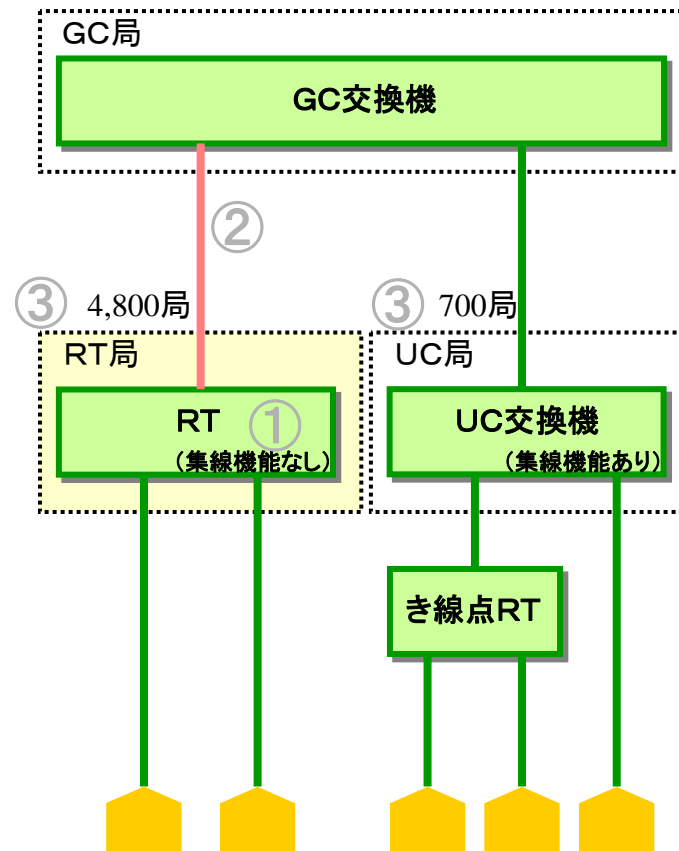 GC局
GC交換機
②
③ 4,800局
③ 700局
RT局
UC局
RT ①
(集線機能なし)
UC交換機
(集線機能あり)
き線点RT